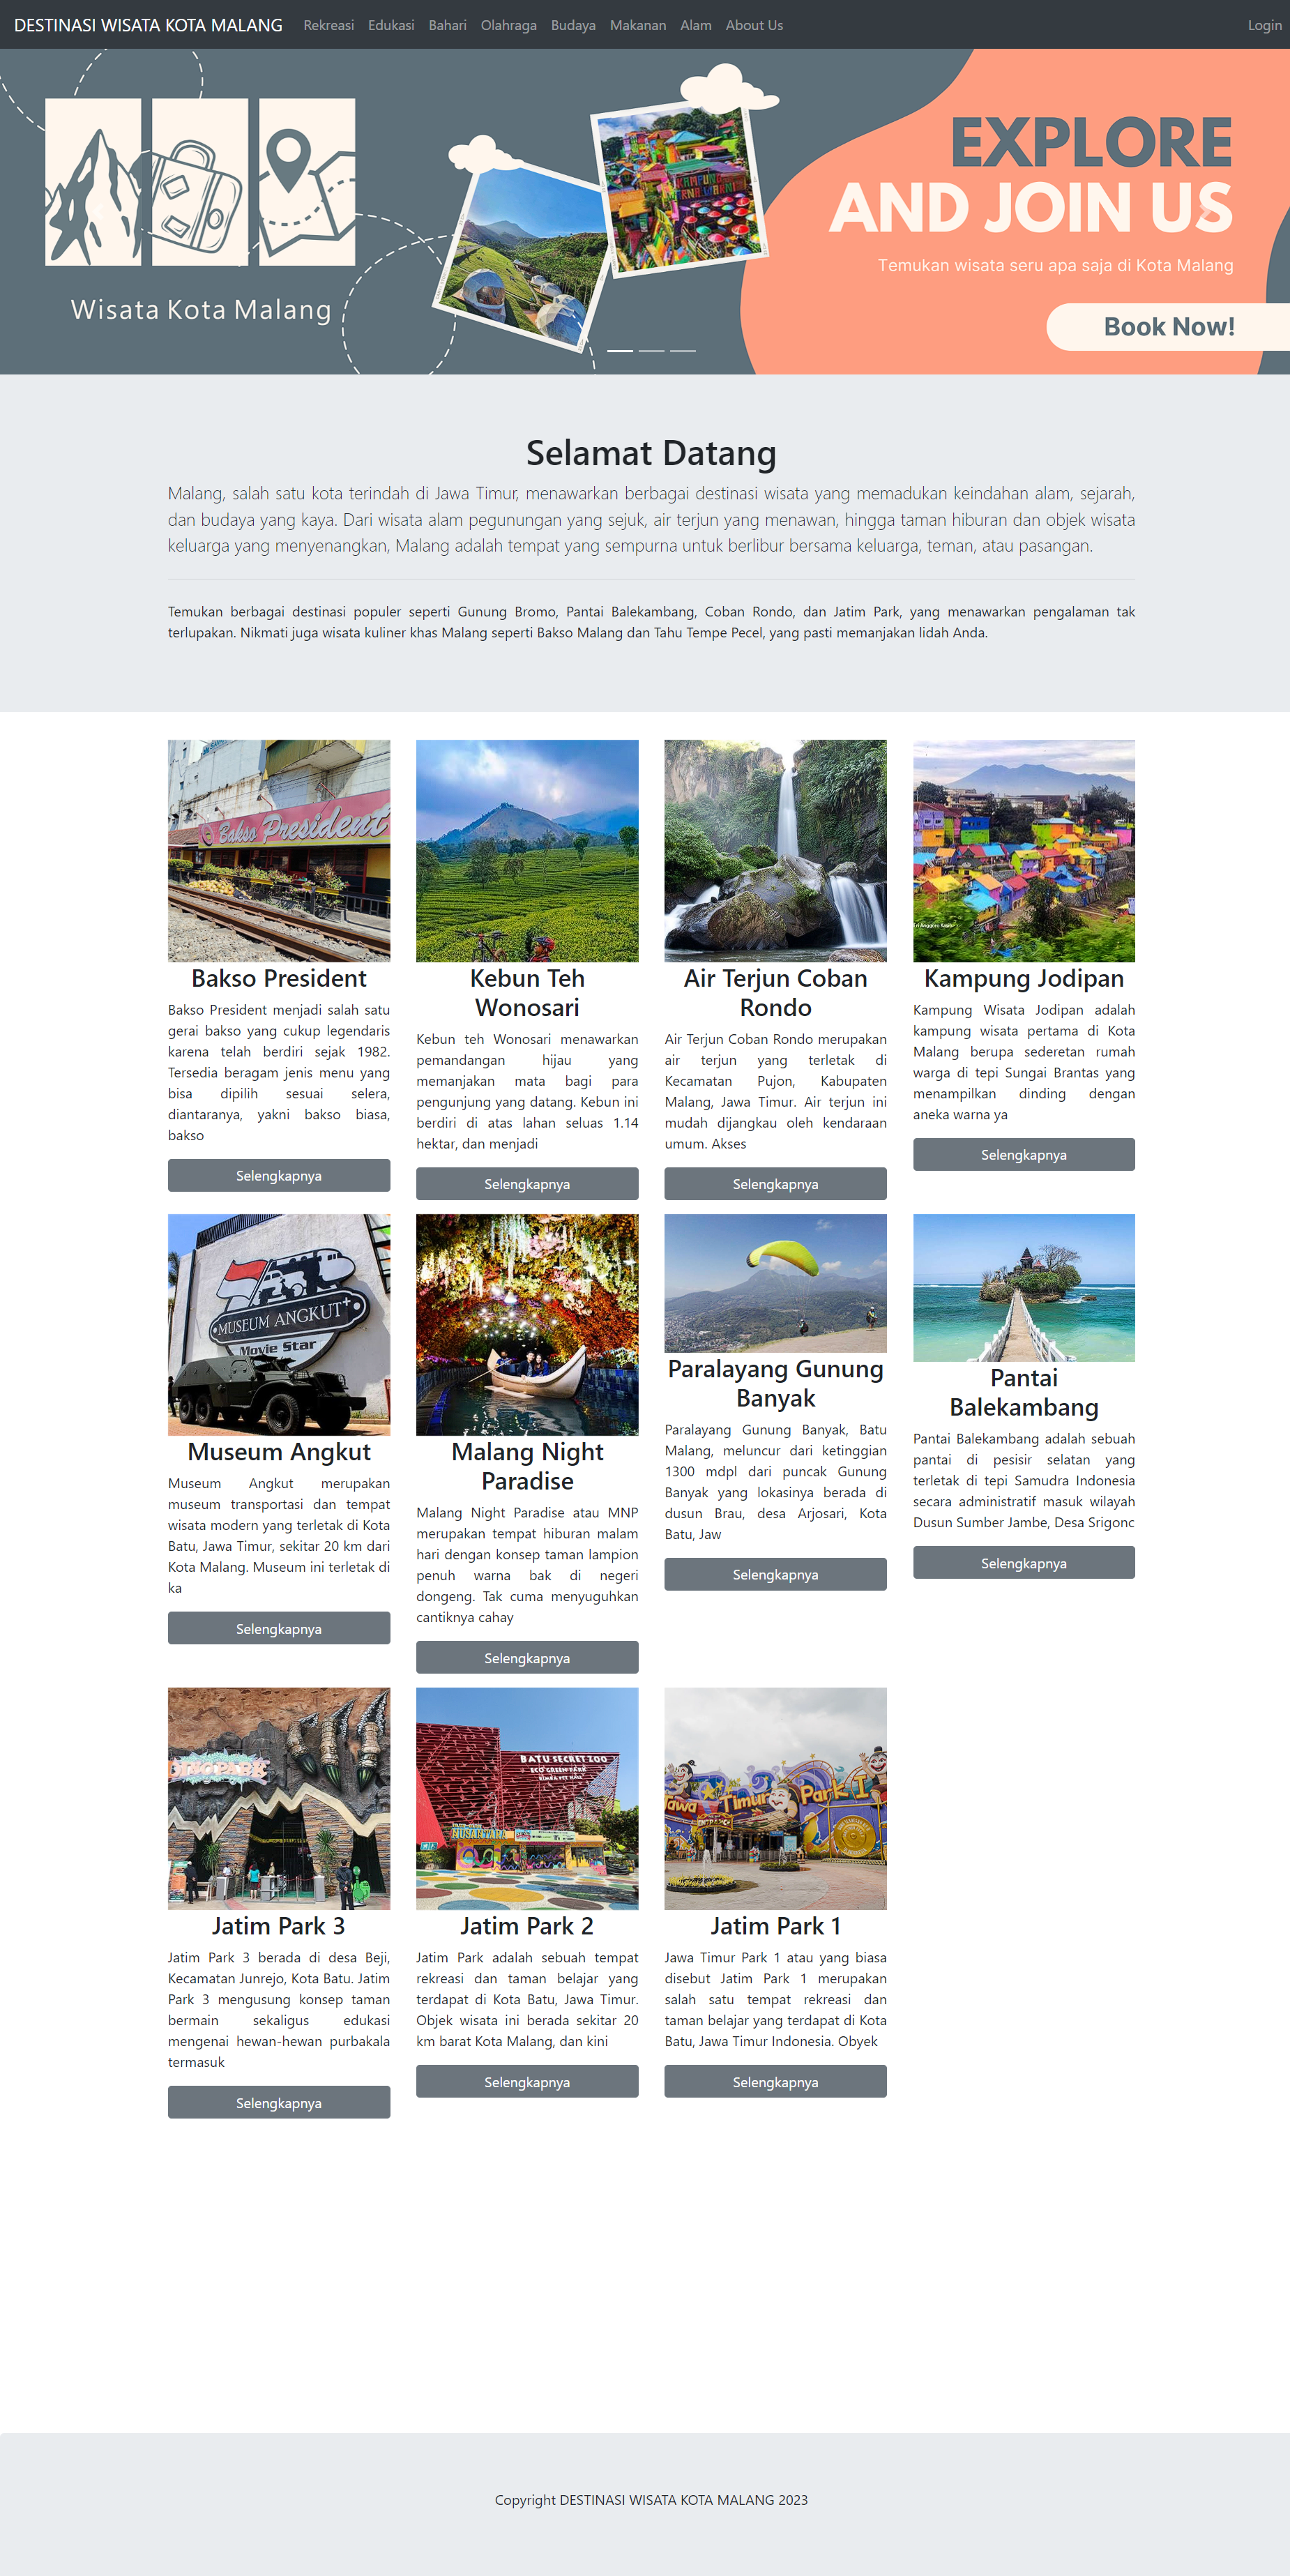 DESTINASI WISATA KOTA MALANG Rekreasi Edukasi Bahari Olahraga Budaya Makanan Alam About Us Login
EXPLORE
AND JOIN US
Temukan wisata seru apa saja di Kota Malang
Wisata Kota Malang
Book Now!
KAMPUNG
WARNA WARNI
Selamat Datang
Malang, salah satu kota terindah di Jawa Timur, menawarkan berbagai destinasi wisata yang memadukan keindahan alam, sejarah,
dan budaya yang kaya. Dari wisata alam pegunungan yang sejuk, air terjun yang menawan, hingga taman hiburan dan objek wisata
keluarga yang menyenangkan, Malang adalah tempat yang sempurna untuk berlibur bersama keluarga, teman, atau pasangan.
Temukan berbagai destinasi populer seperti Gunung Bromo, Pantai Balekambang, Coban Rondo, dan Jatim Park, yang menawarkan pengalaman tak
terlupakan. Nikmati juga wisata kuliner khas Malang seperti Bakso Malang dan Tahu Tempe Pecel, yang pasti memanjakan lidah Anda.
Bakso President
Bakso President
Bakso President menjadi salah satu
gerai bakso yang cukup legendaris
karena telah berdiri sejak 1982.
Tersedia beragam jenis menu yang
bisa dipilih sesuai selera,
diantaranya, yakni bakso biasa,
bakso
Selengkapnya
Kebun Teh
Wonosari
Kebun teh Wonosari menawarkan
pemandangan hijau yang
memanjakan mata bagi para
pengunjung yang datang. Kebun ini
berdiri di atas lahan seluas 1.14
hektar, dan menjadi
Selengkapnya
Air Terjun Coban
Rondo
Air Terjun Coban Rondo merupakan
air terjun yang terletak di
Kecamatan Pujon, Kabupaten
Malang, Jawa Timur. Air terjun ini
mudah dijangkau oleh kendaraan
umum. Akses
Selengkapnya
Kampung Jodipan
Kampung Wisata Jodipan adalah
kampung wisata pertama di Kota
Malang berupa sederetan rumah
warga di tepi Sungai Brantas yang
menampilkan dinding dengan
aneka warna ya
Selengkapnya
MUSEUM ANGKUT+
Movie Star
Museum Angkut
Museum Angkut merupakan
museum transportasi dan tempat
wisata modern yang terletak di Kota
Batu, Jawa Timur, sekitar 20 km dari
Kota Malang. Museum ini terletak di
ka
Selengkapnya
Malang Night
Paradise
Malang Night Paradise atau MNP
merupakan tempat hiburan malam
hari dengan konsep taman lampion
penuh warna bak di negeri
dongeng. Tak cuma menyuguhkan
cantiknya cahay
Selengkapnya
Paralayang Gunung
Banyak
Paralayang Gunung Banyak, Batu
Malang, meluncur dari ketinggian
1300 mdpl dari puncak Gunung
Banyak yang lokasinya berada di
dusun Brau, desa Arjosari, Kota
Batu, Jaw
Selengkapnya
Pantai
Balekambang
Pantai Balekambang adalah sebuah
pantai di pesisir selatan yang
terletak di tepi Samudra Indonesia
secara administratif masuk wilayah
Dusun Sumber Jambe, Desa Srigonc
Selengkapnya
DINOPARK
Jatim Park 3
Jatim Park 3 berada di desa Beji,
Kecamatan Junrejo, Kota Batu. Jatim
Park 3 mengusung konsep taman
bermain sekaligus edukasi
mengenai hewan-hewan purbakala
termasuk
Selengkapnya
BATU SECRET ZOO
ECO GREEN PARK
NUSANTARA
Jatim Park 2
Jatim Park adalah sebuah tempat
rekreasi dan taman belajar yang
terdapat di Kota Batu, Jawa Timur.
Objek wisata ini berada sekitar 20
km barat Kota Malang, dan kini
Selengkapnya
Jawa Timur Park 1
ENTRANCE
Jatim Park 1
Jawa Timur Park 1 atau yang biasa
disebut Jatim Park 1 merupakan
salah satu tempat rekreasi dan
taman belajar yang terdapat di Kota
Batu, Jawa Timur Indonesia. Obyek
Selengkapnya
Copyright DESTINASI WISATA KOTA MALANG 2023